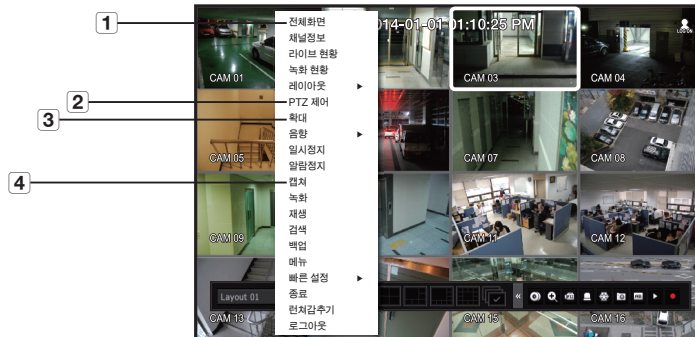 1
2
3
4
전체화면
채널정보
라이브 현황
녹화 현황
레이아웃
PTZ 제어
확대
음향
일시정지
알람정지
캡쳐
녹화
재생
검색
백업
메뉴
빠른 설정
종료
런쳐감추기
로그아웃
014-01-01 01:10:25 PM
LOG ON
CAM 01
CAM 03
CAM 04
CAM 05
CAM 07
CAM 08
CAM 09
CAM 11
CAM 12
Layout 01
CAM 13
CAM 15
CAM 16